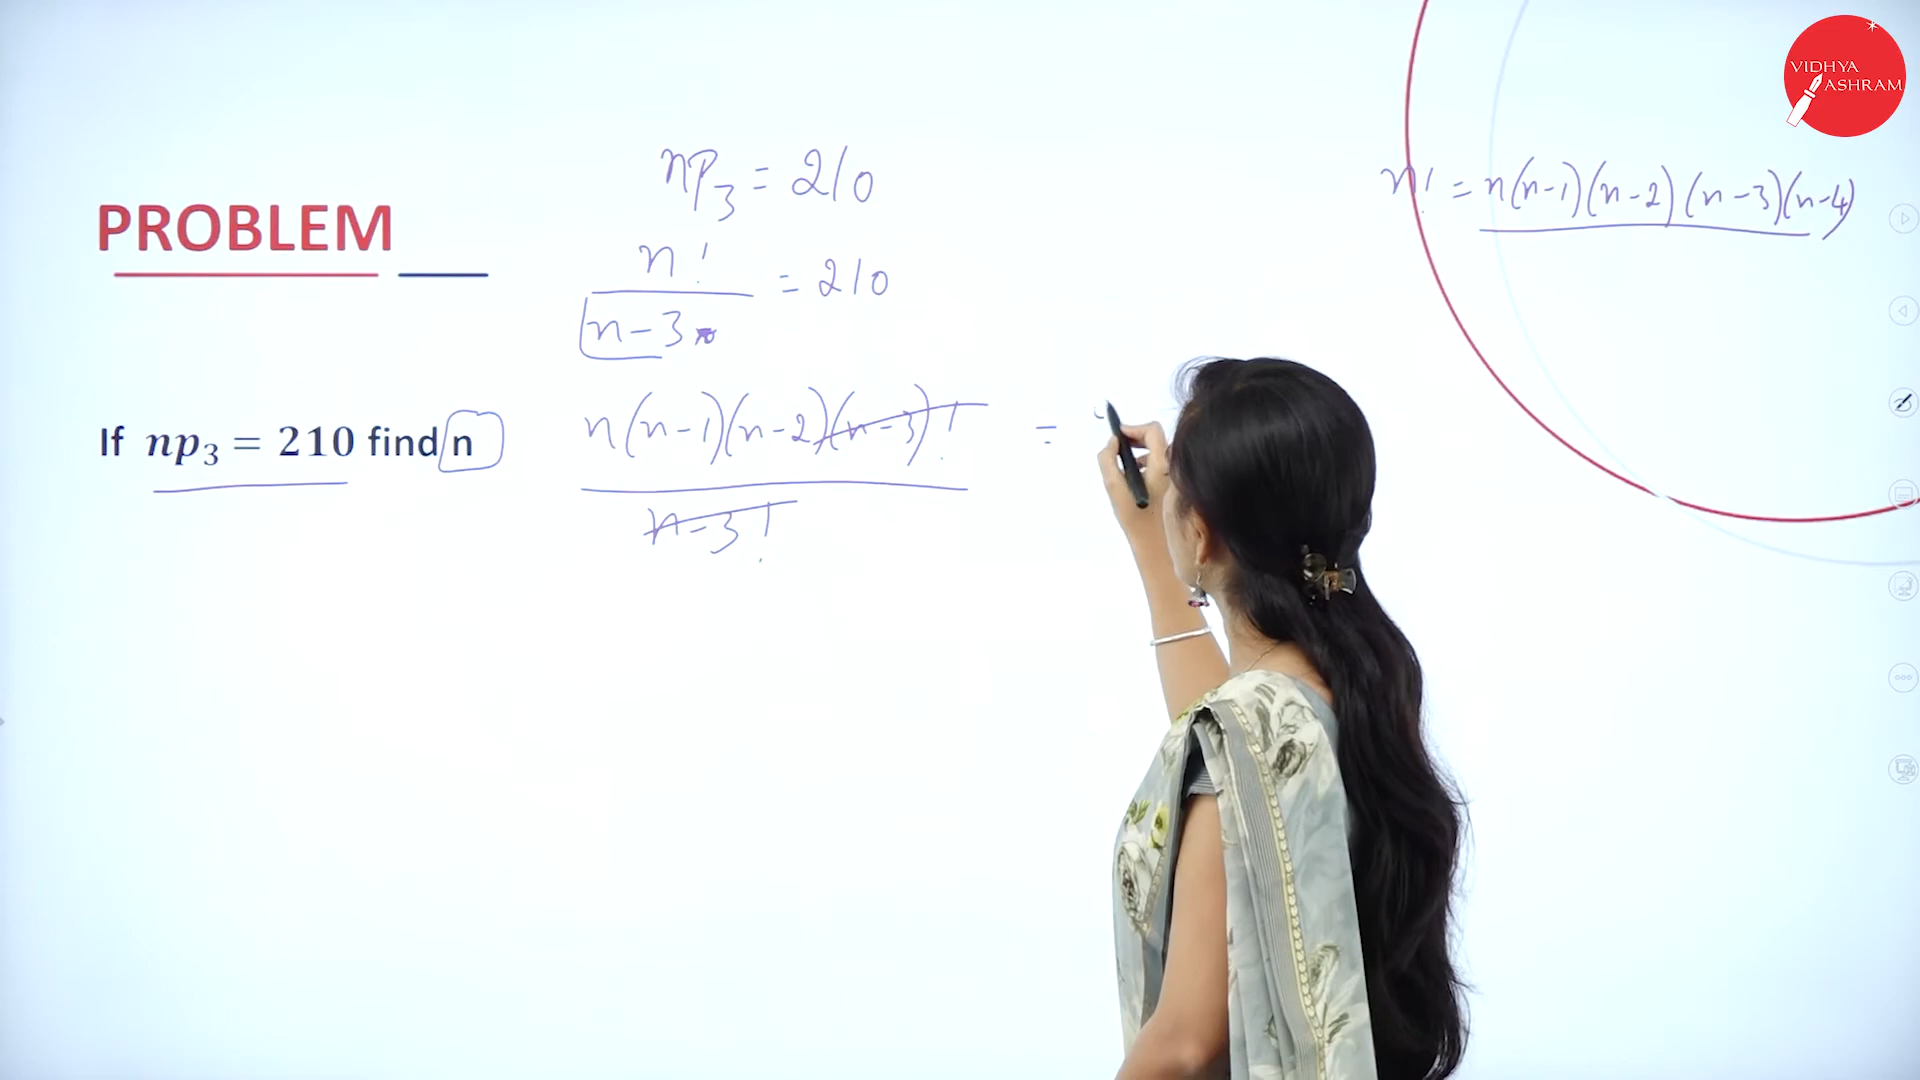 VIDHYA
ASHRAM
PROBLEM
If np₃ = 210 find n
np₃ = 210
n! = n(n-1)(n-2)(n-3)(n-4)
n! / n-3 = 210
n(n-1)(n-2)(n-3)! =
n-3!